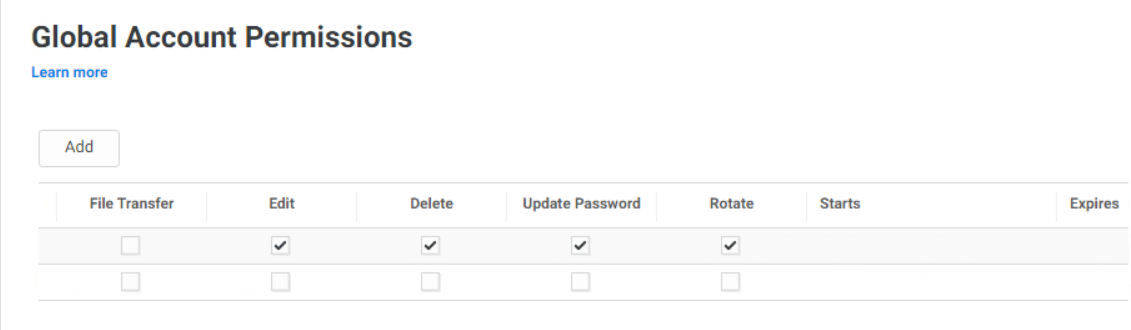 Global Account Permissions
Learn more
Add
File Transfer Edit Delete Update Password Rotate Starts Expires